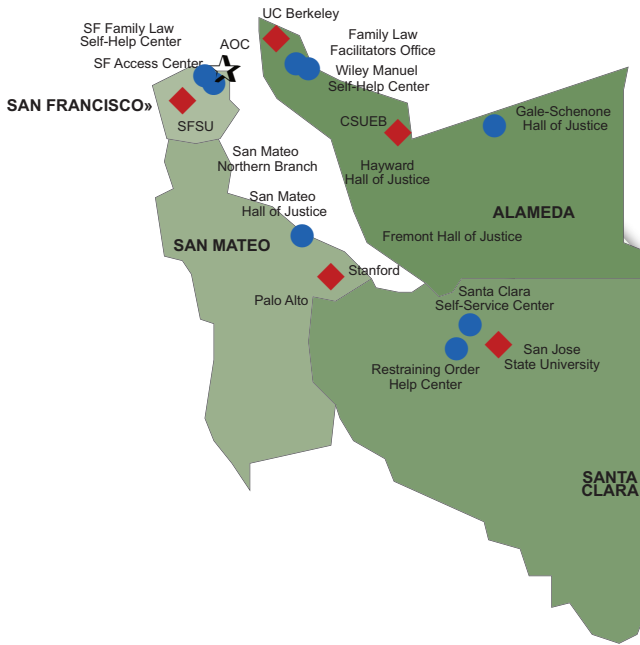 UC Berkeley
SF Family Law
Self-Help Center
AOC
Family Law
Facilitators Office
SF Access Center
Wiley Manuel
Self-Help Center
SAN FRANCISCO»
SFSU
CSUEB
Gale-Schenone
Hall of Justice
San Mateo
Northern Branch
Hayward
Hall of Justice
San Mateo
Hall of Justice
ALAMEDA
SAN MATEO
Fremont Hall of Justice
Stanford
Palo Alto
Santa Clara
Self-Service Center
San Jose
State University
Restraining Order
Help Center
SANTA
CLARA